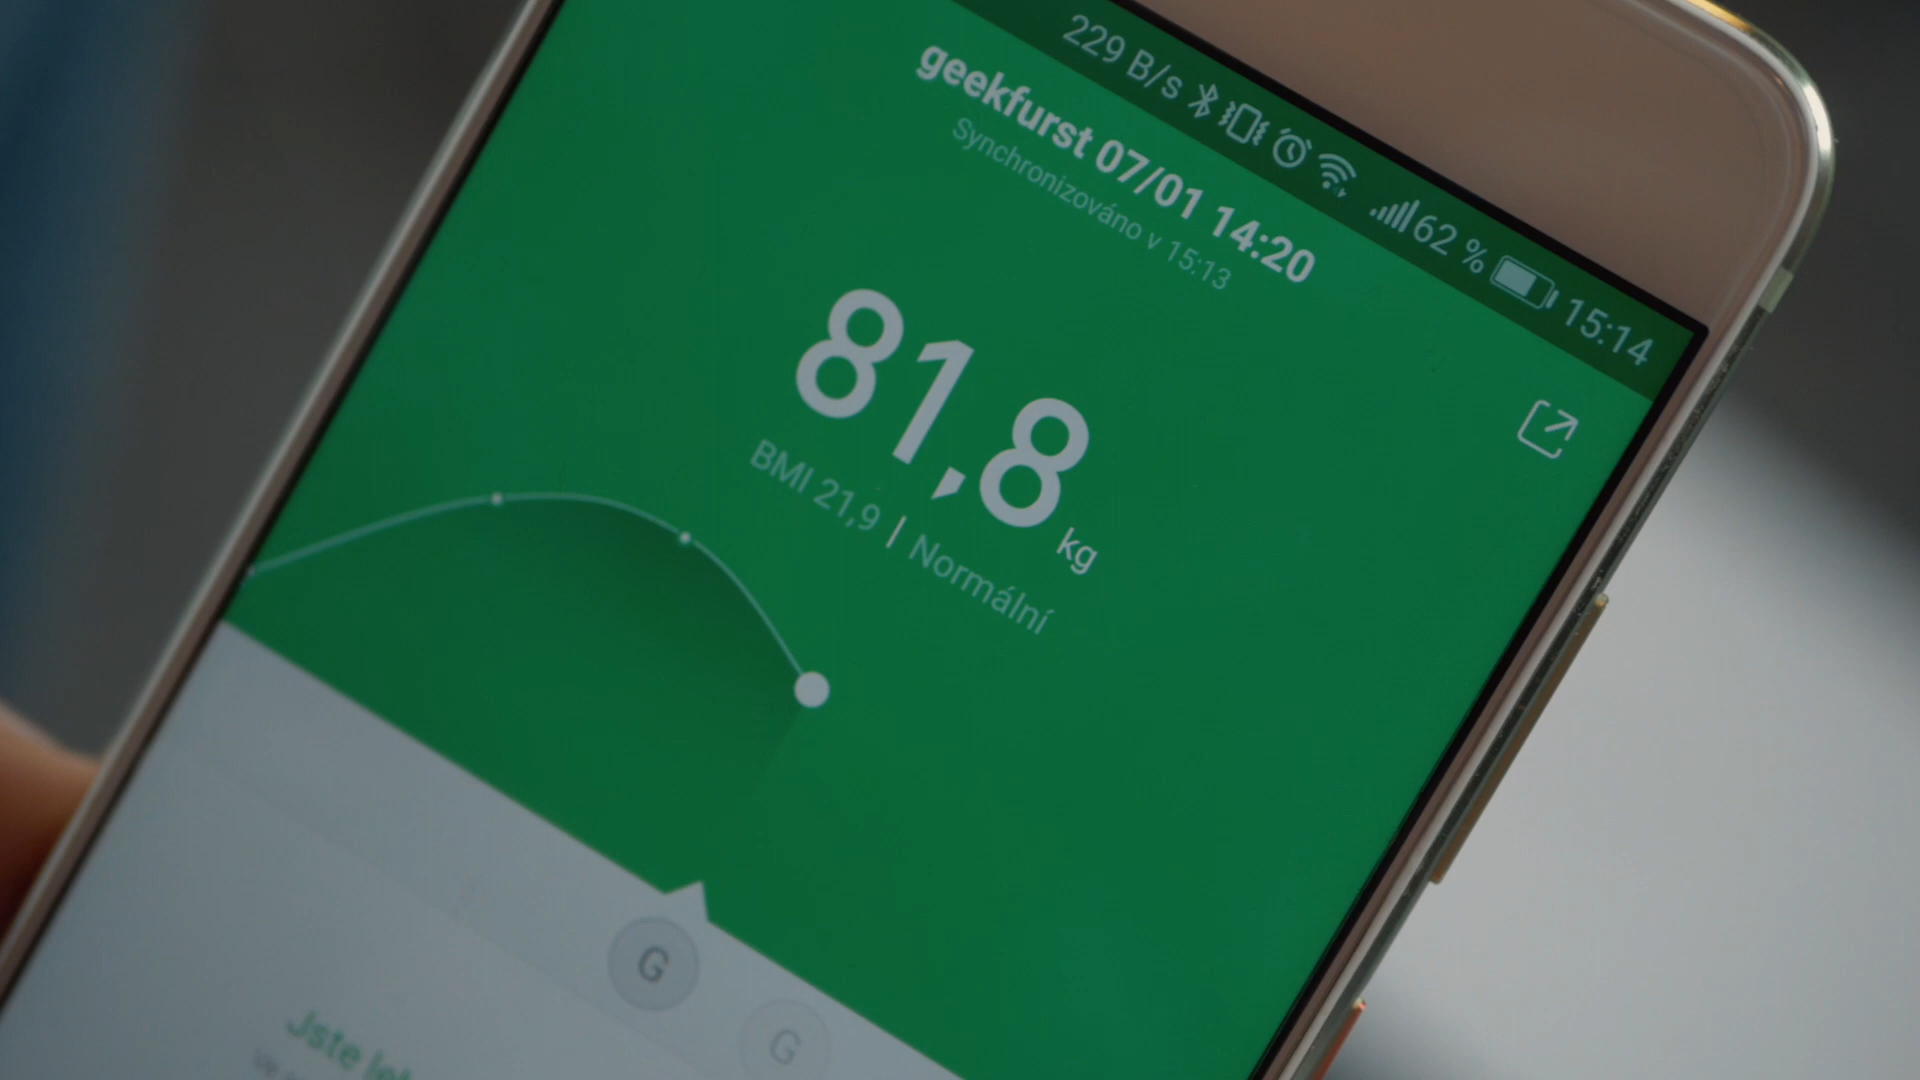 229 B/s 62 % 15:14
geekfurst 07/01 14:20
Synchronizováno v 15:13
81,8 kg
BMI 21,9 | Normální
G
G
Jste